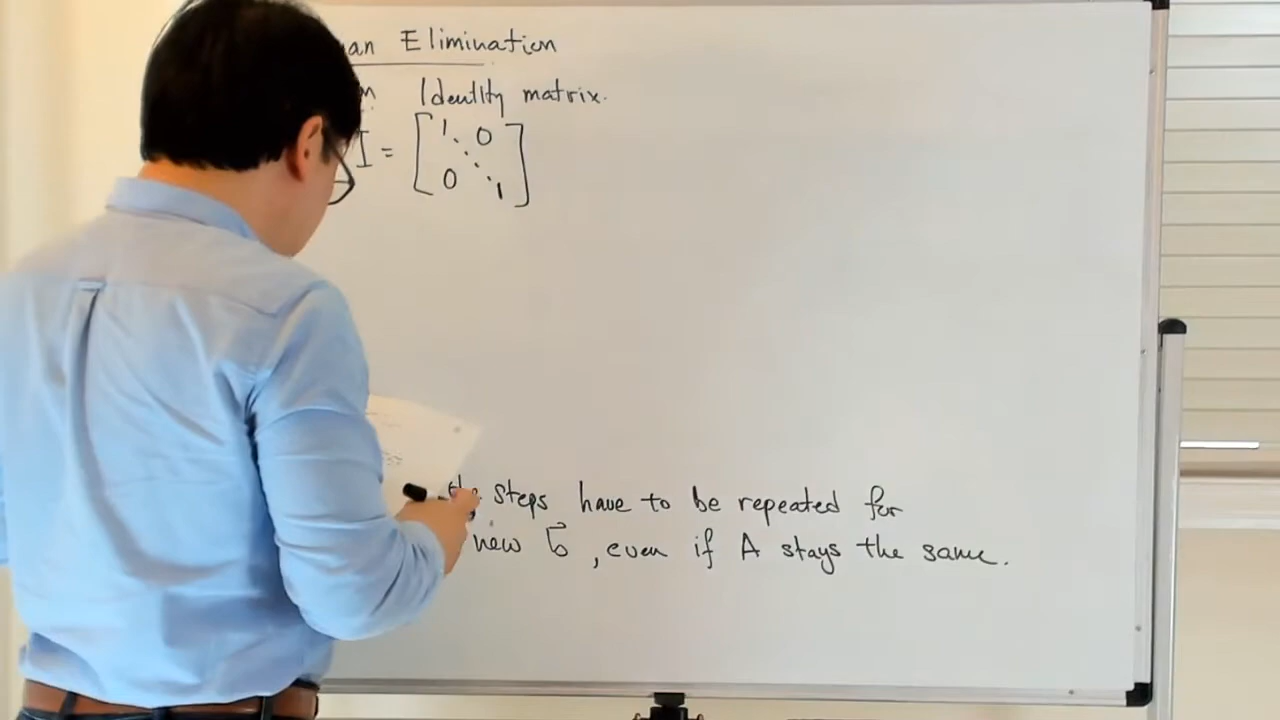 Elimination
Identity matrix.
I = [1 ⋱ 0
0 ⋱ 1]
the steps have to be repeated for
new b⃗, even if A stays the same.